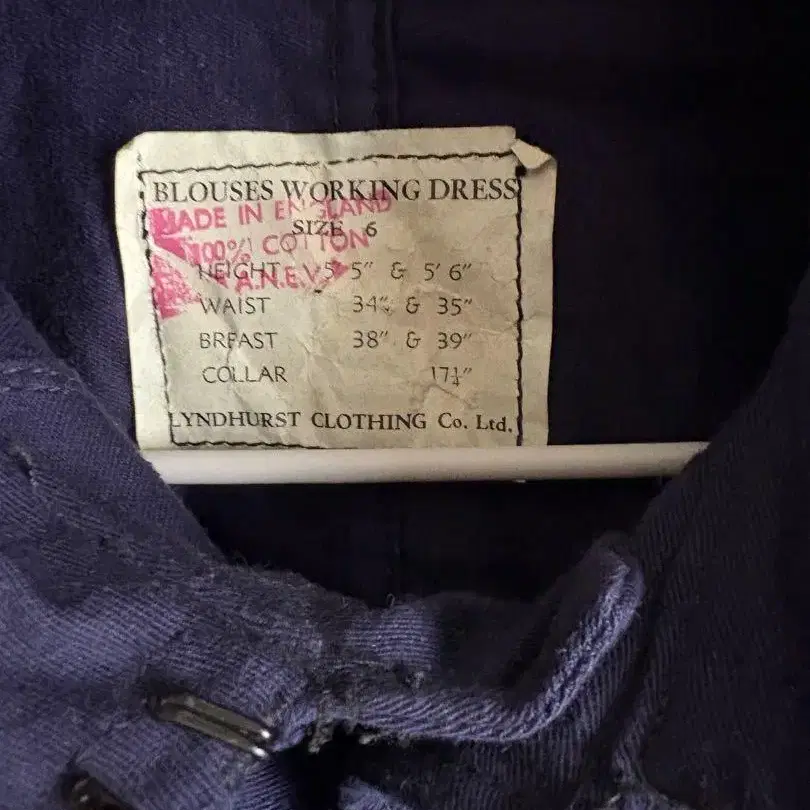 BLOUSES WORKING DRESS
MADE IN ENGLAND
SIZE 6
100% COTTON
HEIGHT 5' 5" & 5' 6"
A.N.E.V.
WAIST 34" & 35"
BREAST 38" & 39"
COLLAR 17¼"
LYNDHURST CLOTHING Co. Ltd.